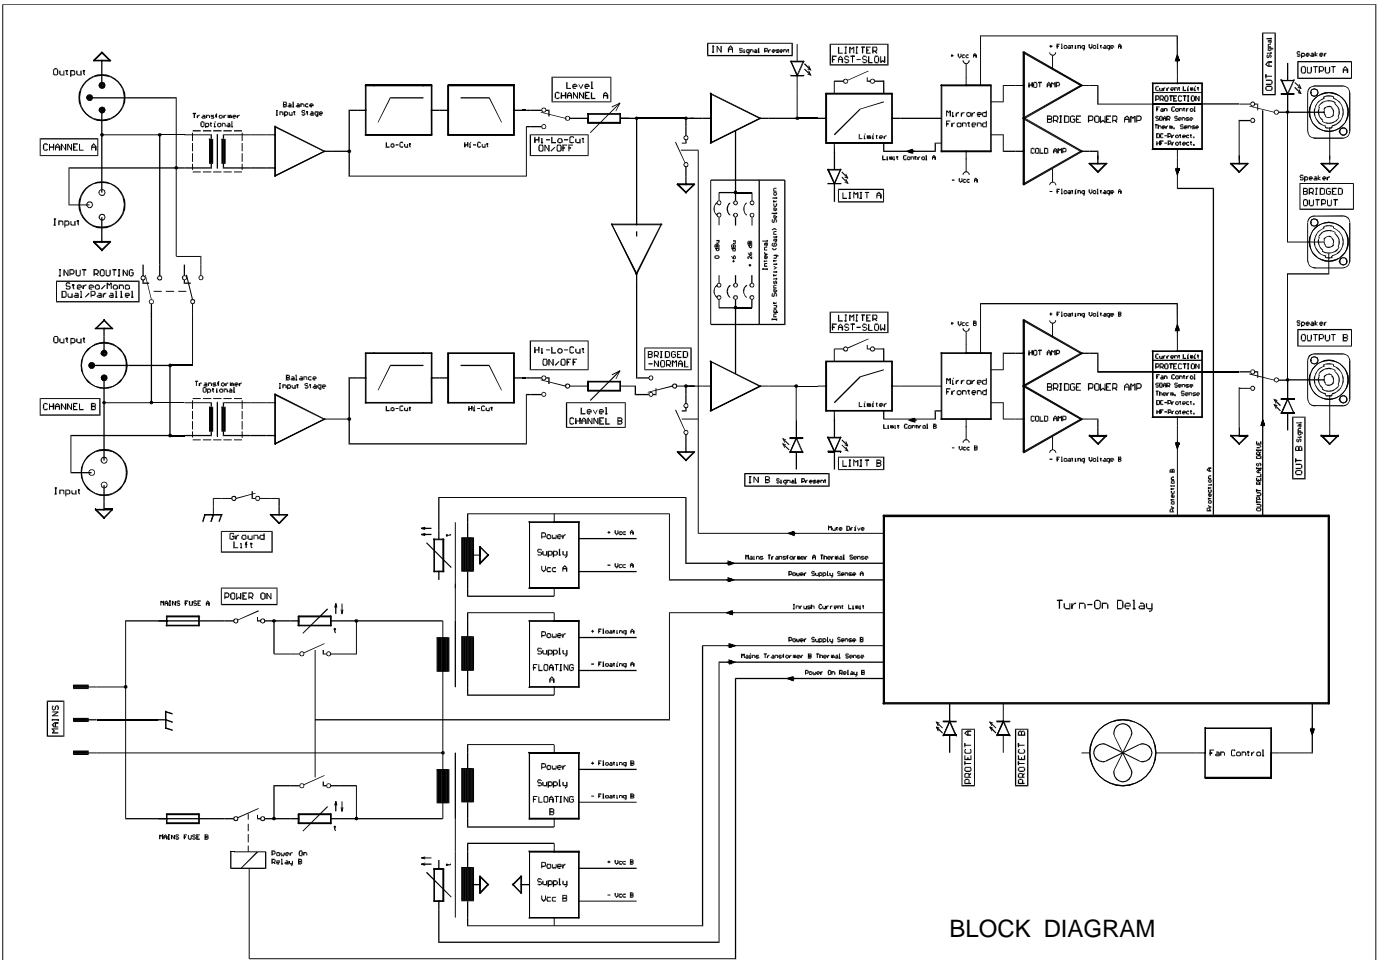 Output
CHANNEL A
Input
Transformer
Optional
Balance
Input Stage
Lo-Cut
Hi-Cut
Level
CHANNEL A
Hi-Lo-Cut
ON/OFF
IN A Signal Present
LIMITER
FAST-SLOW
Limiter
LIMIT A
Limit Control A
+ Vcc A
Mirrored
Frontend
- Vcc A
+ Floating Voltage A
HOT AMP
BRIDGE POWER AMP
COLD AMP
- Floating Voltage A
Current Limit
PROTECTION
Fan Control
SOAR Sense
Therm. Sense
DC-Protect.
HF-Protect.
OUT A Signal
Speaker
OUTPUT A
Speaker
BRIDGED
OUTPUT
INPUT ROUTING
Stereo/Mono
Dual/Parallel
I
0 dBu
+6 dBu
+ 26 dB
Internal
Input Sensitivity (Gain) Selection
Output
CHANNEL B
Input
Transformer
Optional
Balance
Input Stage
Lo-Cut
Hi-Cut
Hi-Lo-Cut
ON/OFF
Level
CHANNEL B
BRIDGED
-NORMAL
IN B Signal Present
LIMITER
FAST-SLOW
Limiter
LIMIT B
Limit Control B
+ Vcc B
Mirrored
Frontend
- Vcc B
+ Floating Voltage B
HOT AMP
BRIDGE POWER AMP
COLD AMP
- Floating Voltage B
Current Limit
PROTECTION
Fan Control
SOAR Sense
Therm. Sense
DC-Protect.
HF-Protect.
Speaker
OUTPUT B
OUT B Signal
Protection B
Protection A
OUTPUT RELAIS DRIVE
Ground
Lift
Power
Supply
Vcc A
+ Vcc A
- Vcc A
t
Mute Drive
Mains Transformer A Thermal Sense
Power Supply Sense A
Inrush Current Limit
Power Supply Sense B
Mains Transformer B Thermal Sense
Power On Relay B
Turn-On Delay
MAINS FUSE A
POWER ON
t
Power
Supply
FLOATING
A
+ Floating A
- Floating A
MAINS
PROTECT A
PROTECT B
Fan Control
Power
Supply
FLOATING
B
+ Floating B
- Floating B
MAINS FUSE B
t
Power On
Relay B
t
Power
Supply
Vcc B
+ Vcc B
- Vcc B
BLOCK DIAGRAM